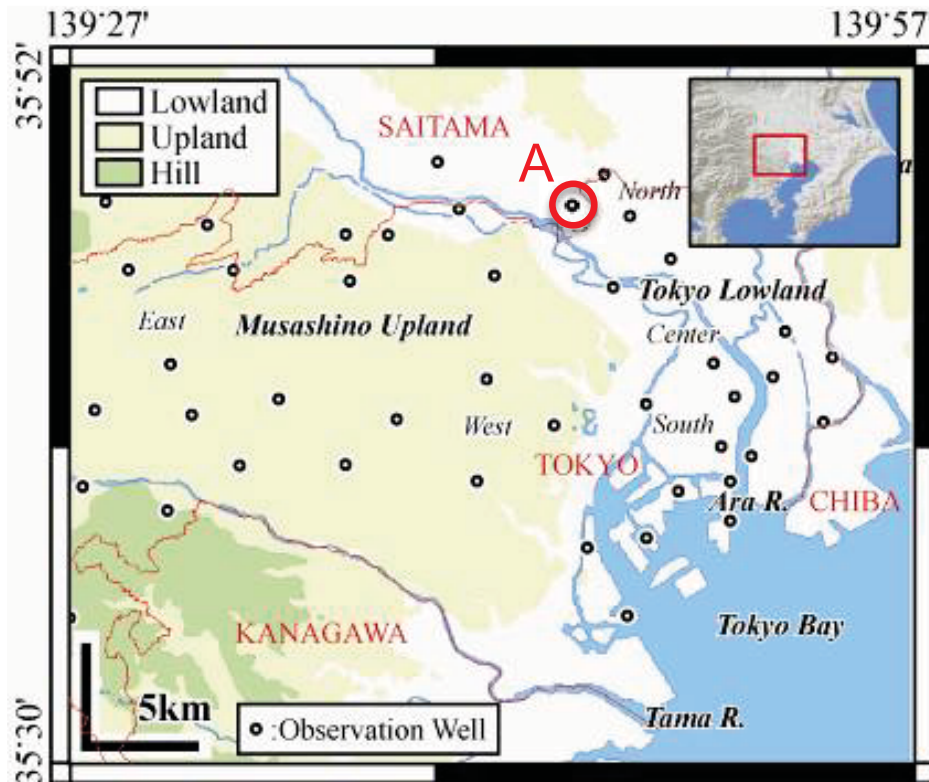 139°27'
139°57'
35°52'
Lowland
Upland
Hill
SAITAMA
A
North
East
Musashino Upland
Tokyo Lowland
Center
West
South
TOKYO
Ara R.
CHIBA
KANAGAWA
Tokyo Bay
5km
:Observation Well
Tama R.
35°30'